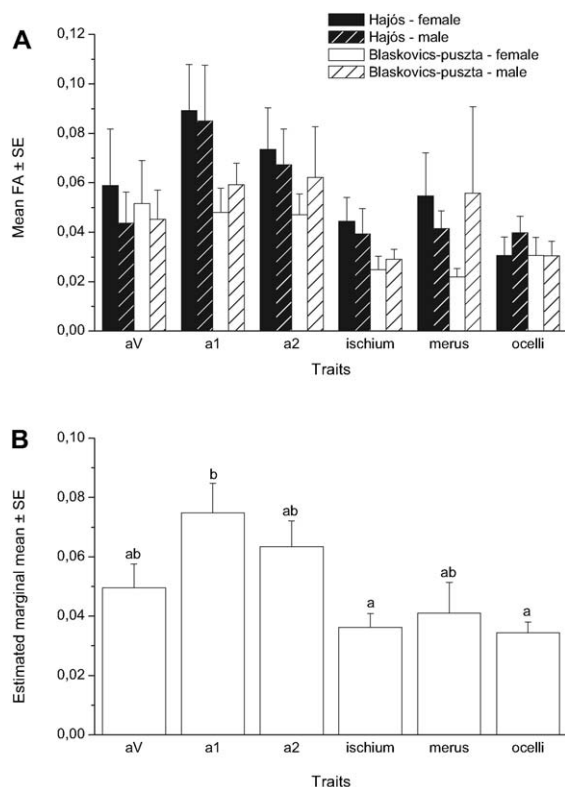 A
Hajós - female
Hajós - male
Blaskovics-puszta - female
Blaskovics-puszta - male
Mean FA ± SE
0,12
0,10
0,08
0,06
0,04
0,02
0,00
aV a1 a2 ischium merus ocelli
Traits
B
Estimated marginal mean ± SE
0,10
0,08
0,06
0,04
0,02
0,00
ab b ab a ab a
aV a1 a2 ischium merus ocelli
Traits